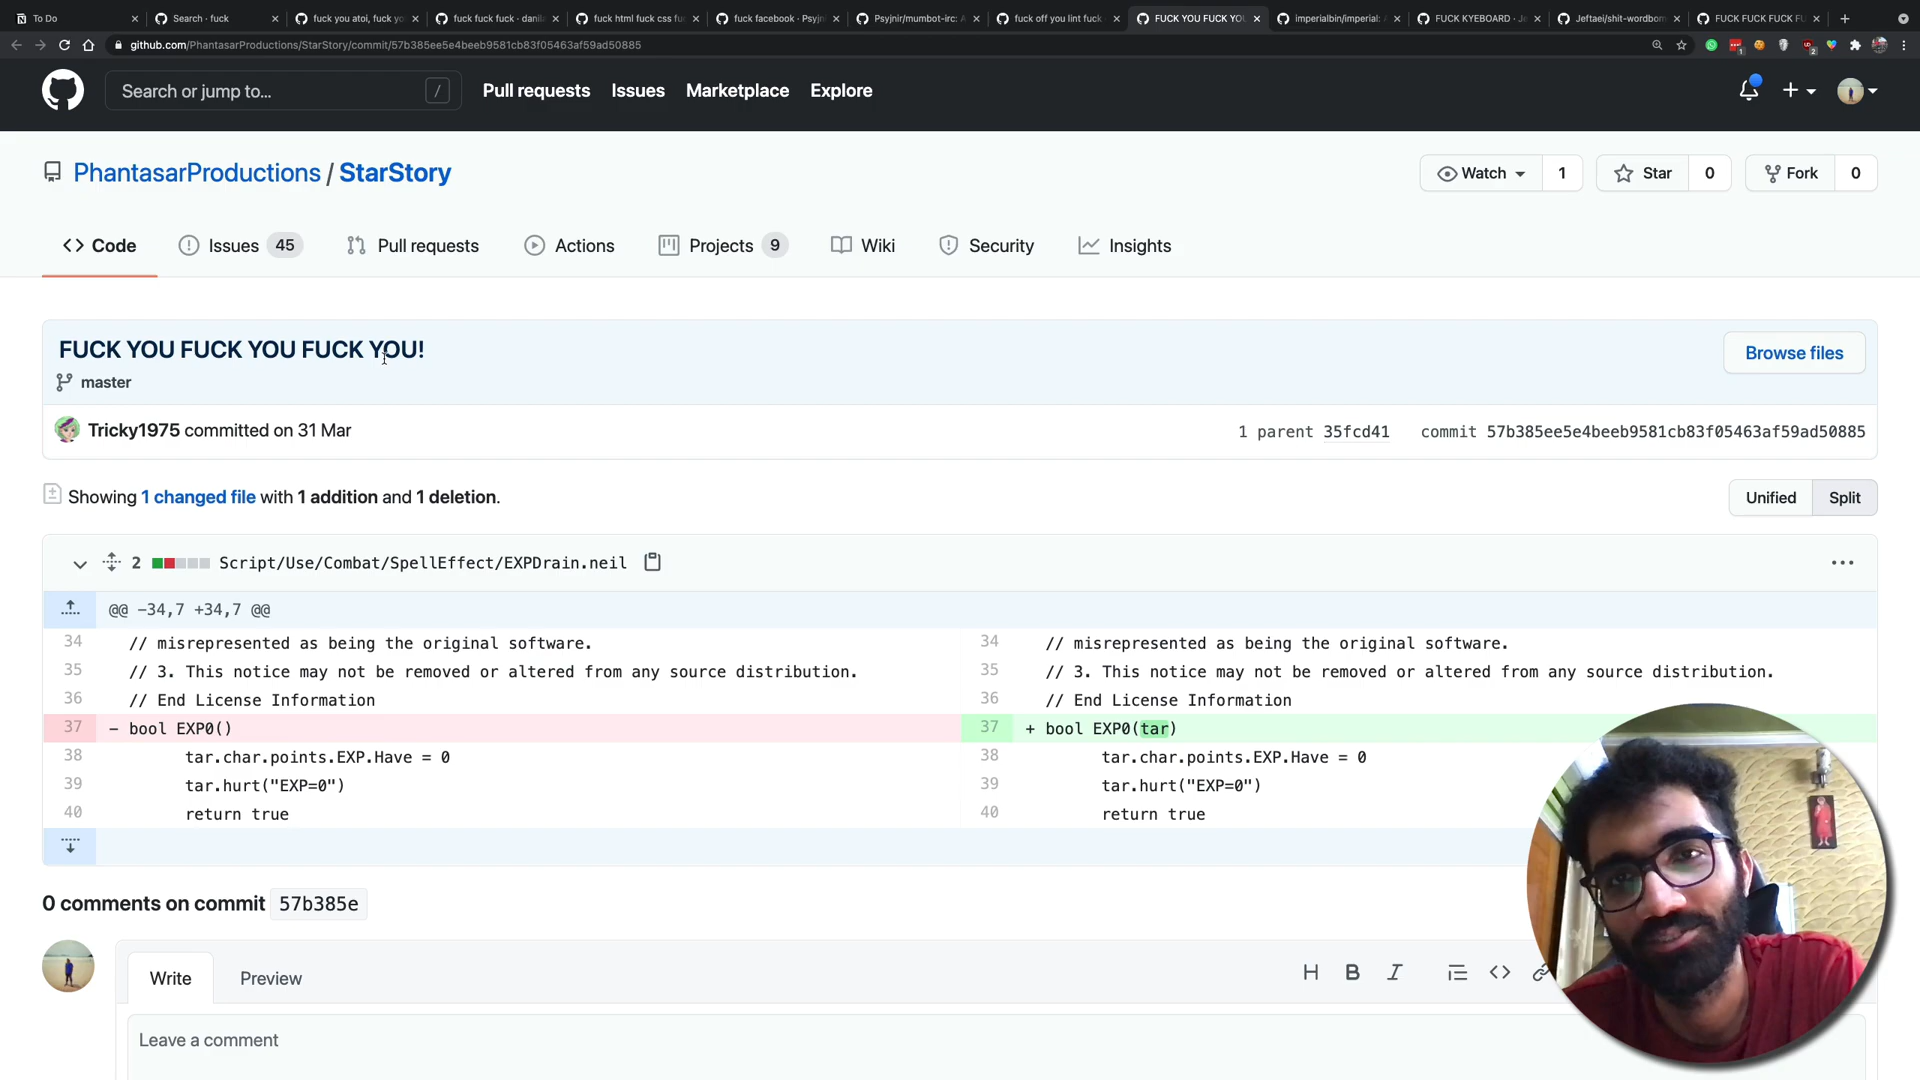 To Do
Search · fuck
fuck you atoi, fuck yo
fuck fuck fuck · danila
fuck html fuck css fu
fuck facebook · Psyjn
Psyjnir/mumbot-irc: A
fuck off you lint fuck
FUCK YOU FUCK YO
imperialbin/imperial: A
FUCK KYEBOARD · Je
Jeftaei/shit-wordbom
FUCK FUCK FUCK FU
github.com/PhantasarProductions/StarStory/commit/57b385ee5e4beeb9581cb83f05463af59ad50885
Search or jump to... /
Pull requests Issues Marketplace Explore
PhantasarProductions / StarStory
Watch 1 Star 0 Fork 0
Code Issues 45 Pull requests Actions Projects 9 Wiki Security Insights
FUCK YOU FUCK YOU FUCK YOU!
Browse files
master
Tricky1975 committed on 31 Mar
1 parent 35fcd41 commit 57b385ee5e4beeb9581cb83f05463af59ad50885
Showing 1 changed file with 1 addition and 1 deletion.
Unified Split
2 Script/Use/Combat/SpellEffect/EXPDrain.neil
@@ -34,7 +34,7 @@
34 // misrepresented as being the original software.
35 // 3. This notice may not be removed or altered from any source distribution.
36 // End License Information
37 - bool EXP0()
38 tar.char.points.EXP.Have = 0
39 tar.hurt("EXP=0")
40 return true
34 // misrepresented as being the original software.
35 // 3. This notice may not be removed or altered from any source distribution.
36 // End License Information
37 + bool EXP0(tar)
38 tar.char.points.EXP.Have = 0
39 tar.hurt("EXP=0")
40 return true
0 comments on commit 57b385e
Write Preview
H B I
Leave a comment